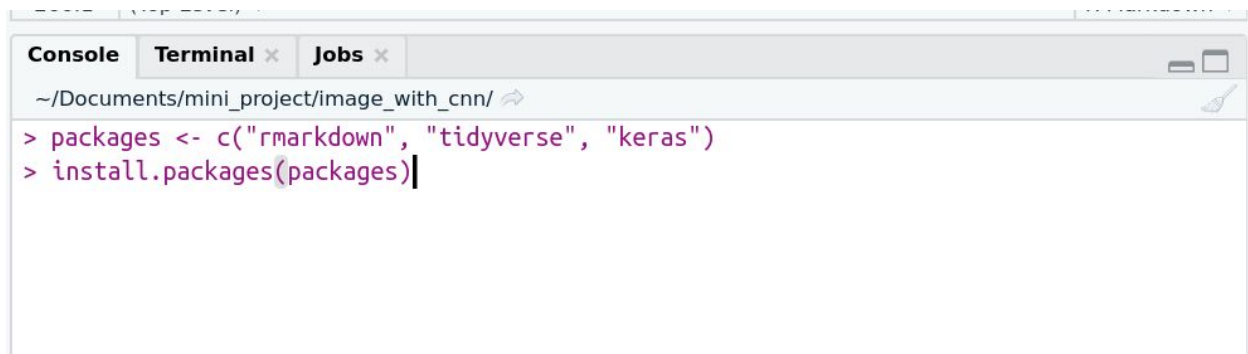 Console Terminal × Jobs ×
~/Documents/mini_project/image_with_cnn/
> packages <- c("rmarkdown", "tidyverse", "keras")
> install.packages(packages)